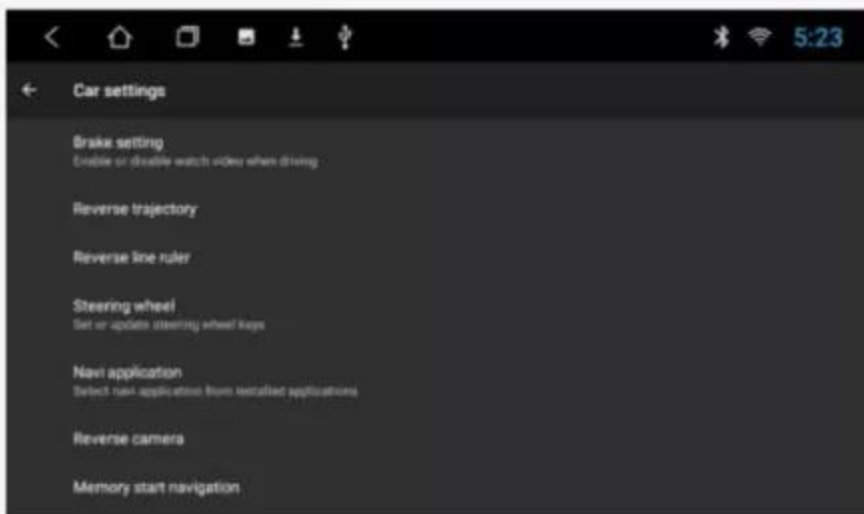 5:23
Car settings
Brake setting
Enable or disable watch video when driving
Reverse trajectory
Reverse line ruler
Steering wheel
Set or update steering wheel keys
Navi application
Select navi application from installed applications
Reverse camera
Memory start navigation